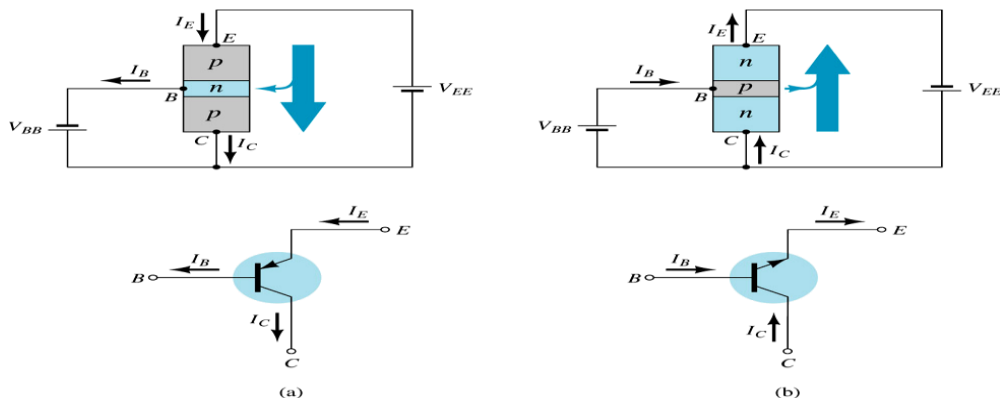 I_E E
p
I_B n
B
p
V_BB
C I_C
V_EE
I_E
E
I_B
B
I_C
C
(a)
I_E E
n
I_B p
B
n
V_BB
C I_C
V_EE
I_E
E
I_B
B
I_C
C
(b)